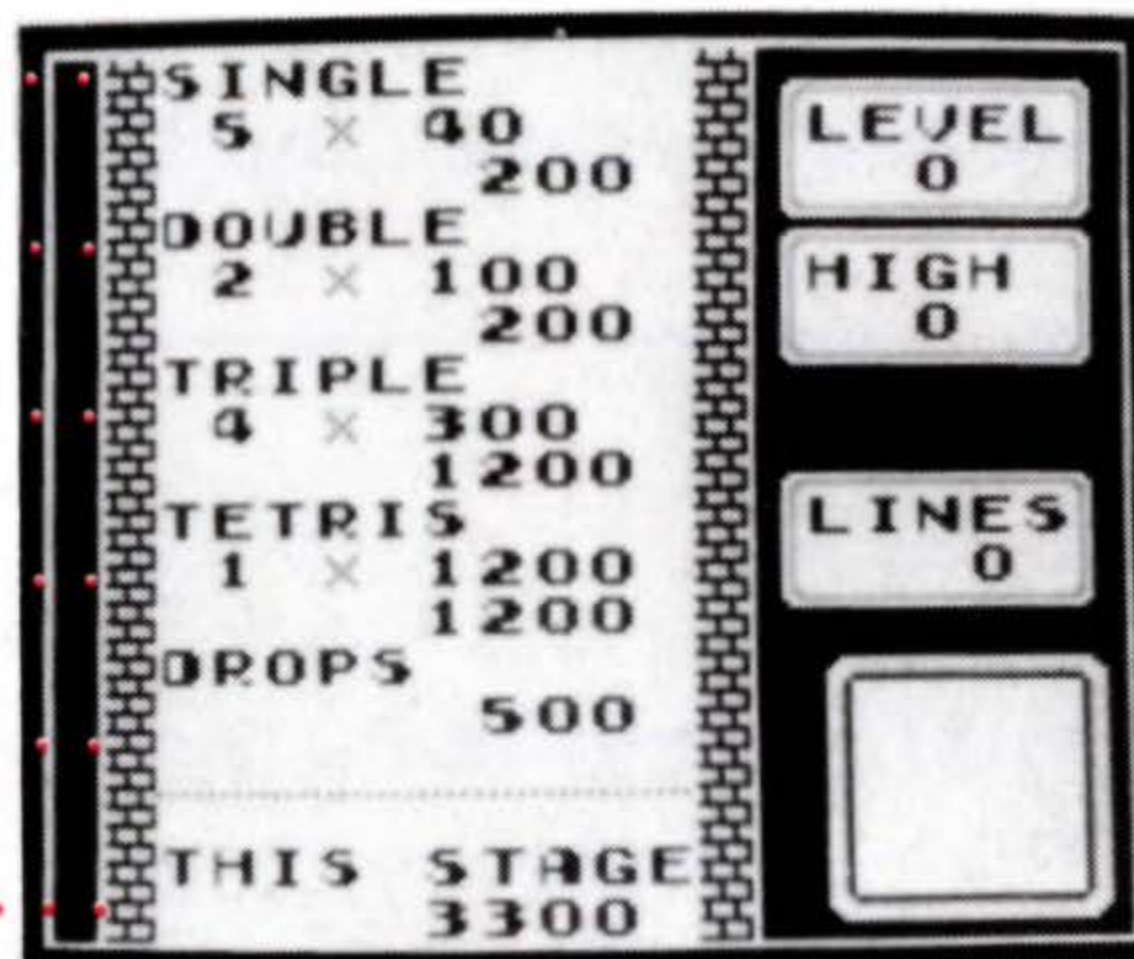 SINGLE
5 × 40
200
DOUBLE
2 × 100
200
TRIPLE
4 × 300
1200
TETRIS
1 × 1200
1200
DROPS
500
THIS STAGE
3300
LEVEL
0
HIGH
0
LINES
0